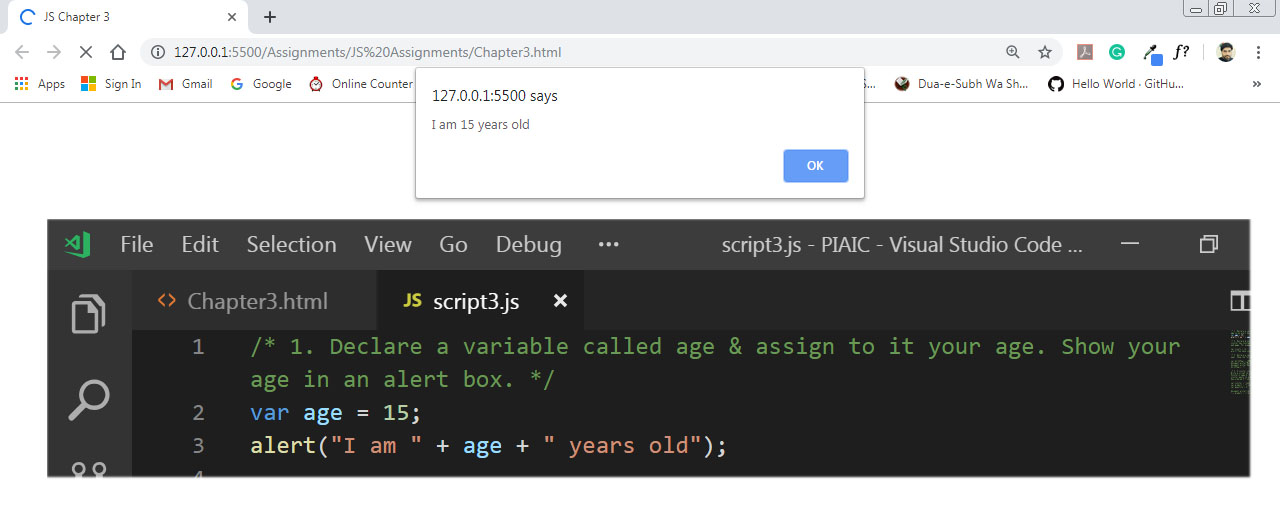 JS Chapter 3
127.0.0.1:5500/Assignments/JS%20Assignments/Chapter3.html
f?
Apps Sign In Gmail Google Online Counter S... Dua-e-Subh Wa Sh... Hello World · GitHu... »
127.0.0.1:5500 says
I am 15 years old
OK
File Edit Selection View Go Debug ··· script3.js - PIAIC - Visual Studio Code ...
<> Chapter3.html JS script3.js
1 /* 1. Declare a variable called age & assign to it your age. Show your
age in an alert box. */
2 var age = 15;
3 alert("I am " + age + " years old");